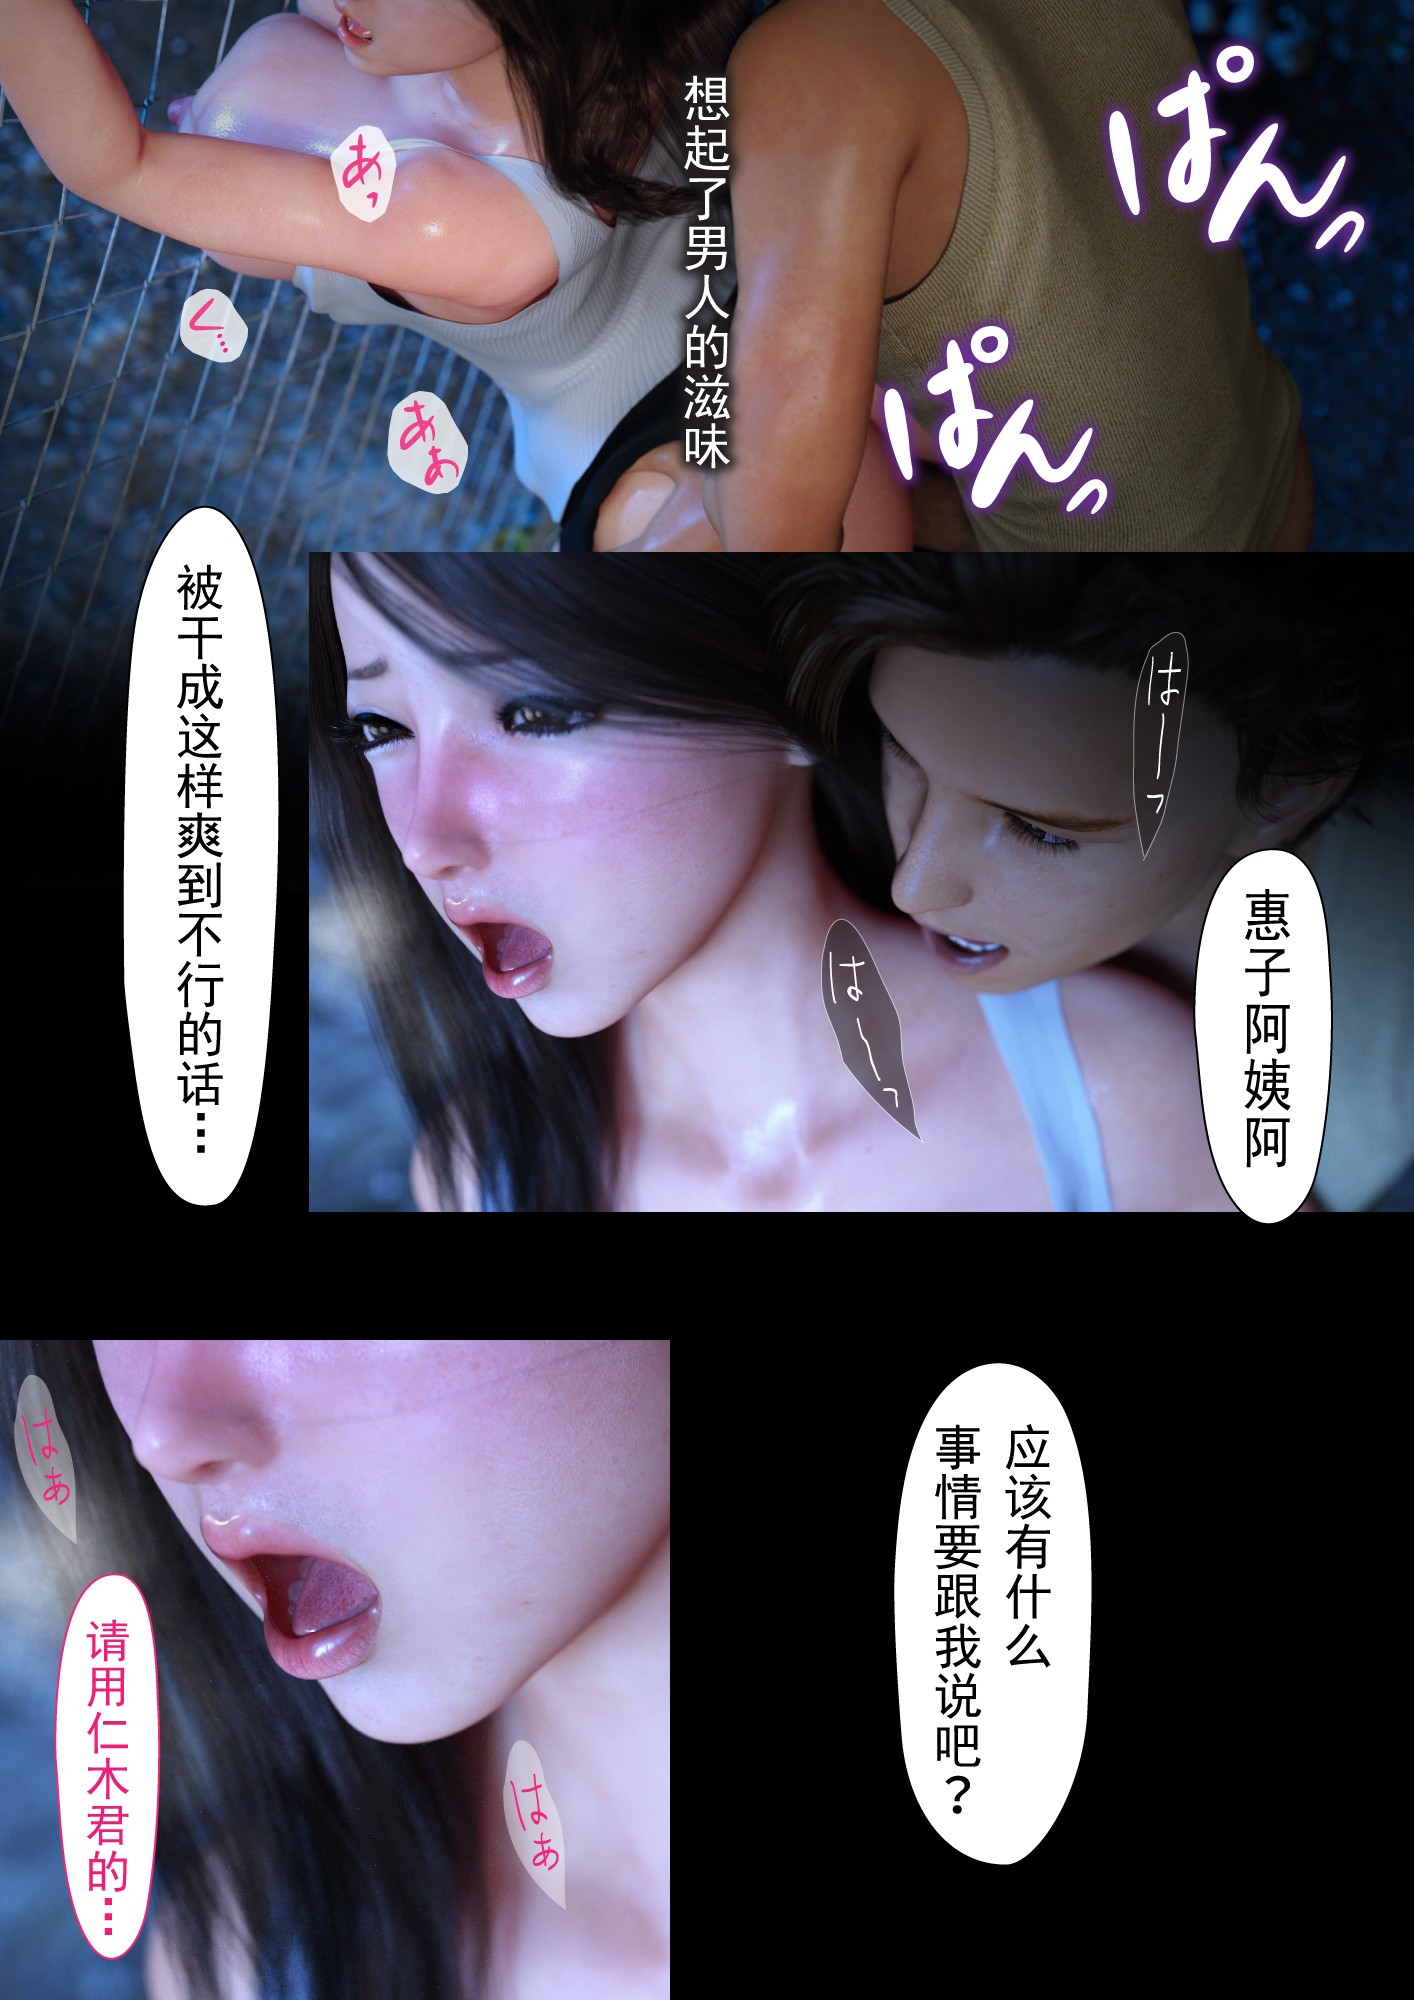 想起了男人的滋味
ぱんっ
ぱんっ
あっ
く…
ああ
はーっ
惠子阿姨阿
はーっ
被干成这样爽到不行的话…
应该有什么
事情要跟我说吧?
はぁ
はぁ
请用仁木君的…